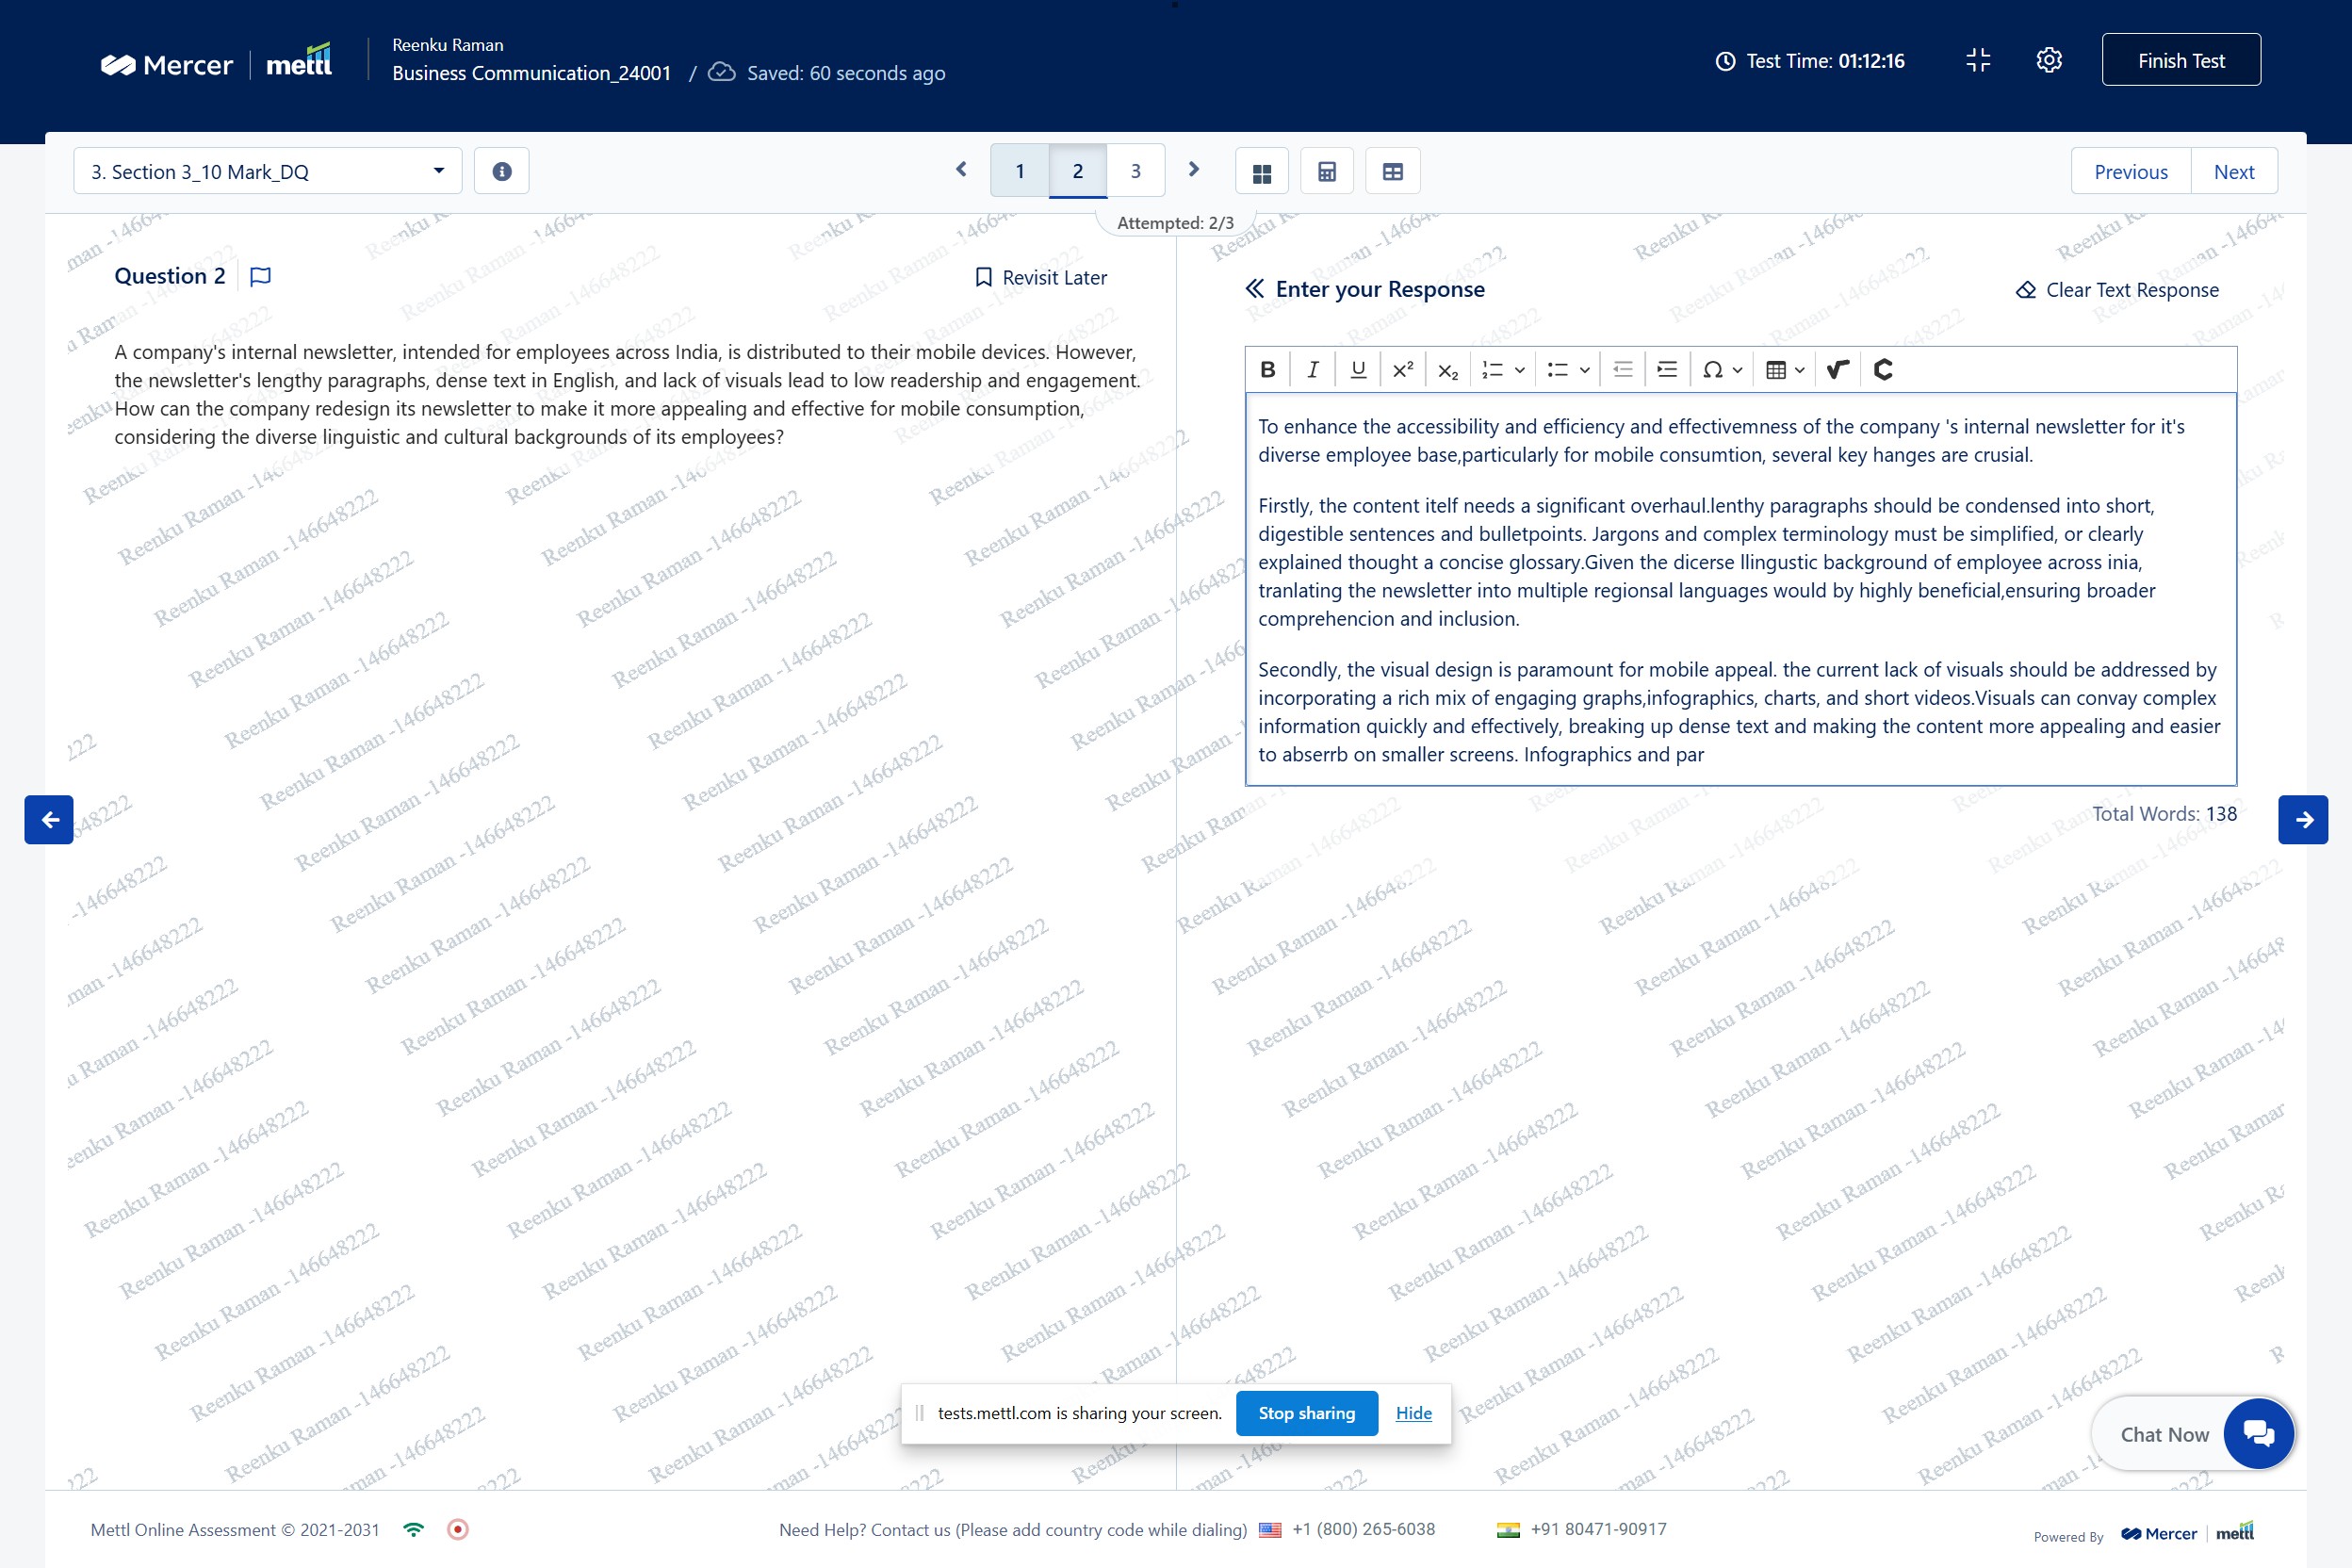 Mercer | mettl
Reenku Raman
Business Communication_24001 / Saved: 60 seconds ago
Test Time: 01:12:16
Finish Test
3. Section 3_10 Mark_DQ
1 2 3
Previous Next
Attempted: 2/3
Question 2
Revisit Later
A company's internal newsletter, intended for employees across India, is distributed to their mobile devices. However,
the newsletter's lengthy paragraphs, dense text in English, and lack of visuals lead to low readership and engagement.
How can the company redesign its newsletter to make it more appealing and effective for mobile consumption,
considering the diverse linguistic and cultural backgrounds of its employees?
Enter your Response
Clear Text Response
To enhance the accessibility and efficiency and effectivemness of the company 's internal newsletter for it's
diverse employee base,particularly for mobile consumtion, several key hanges are crusial.
Firstly, the content itelf needs a significant overhaul.lenthy paragraphs should be condensed into short,
digestible sentences and bulletpoints. Jargons and complex terminology must be simplified, or clearly
explained thought a concise glossary.Given the dicerse llingustic background of employee across inia,
tranlating the newsletter into multiple regionsal languages would by highly beneficial,ensuring broader
comprehencion and inclusion.
Secondly, the visual design is paramount for mobile appeal. the current lack of visuals should be addressed by
incorporating a rich mix of engaging graphs,infographics, charts, and short videos.Visuals can convay complex
information quickly and effectively, breaking up dense text and making the content more appealing and easier
to abserrb on smaller screens. Infographics and par
Total Words: 138
Reenku Raman -146648222
tests.mettl.com is sharing your screen.
Stop sharing
Hide
Chat Now
Mettl Online Assessment © 2021-2031
Need Help? Contact us (Please add country code while dialing) +1 (800) 265-6038 +91 80471-90917
Powered By Mercer | mettl